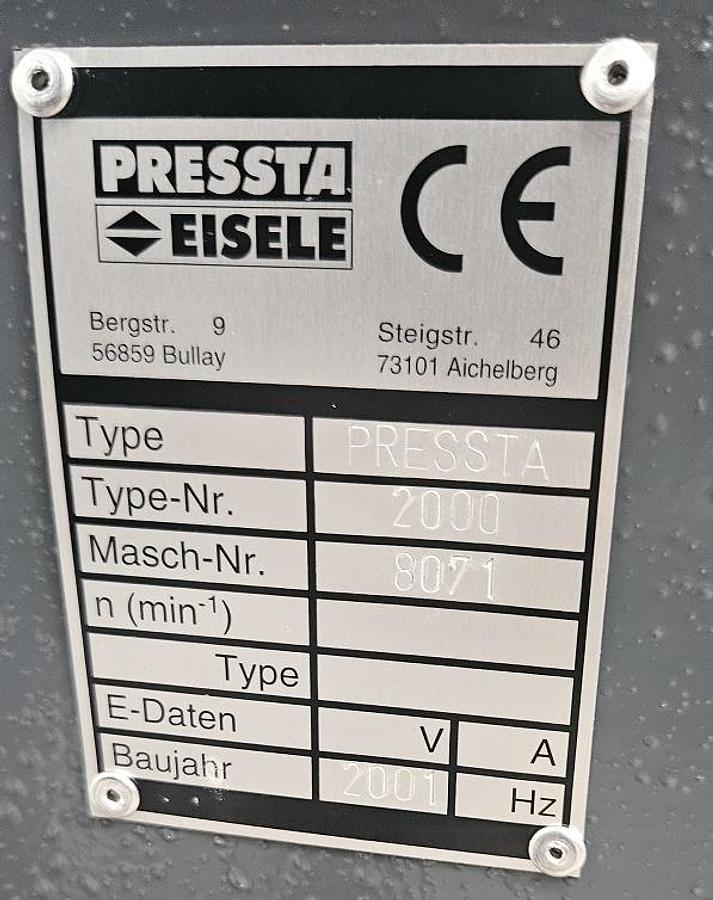 PRESSTA
EISELE
CE
Bergstr. 9
56859 Bullay
Steigstr. 46
73101 Aichelberg
Type PRESSTA
Type-Nr. 2000
Masch-Nr. 8071
n (min⁻¹)
Type
E-Daten V A
Baujahr 2001 Hz